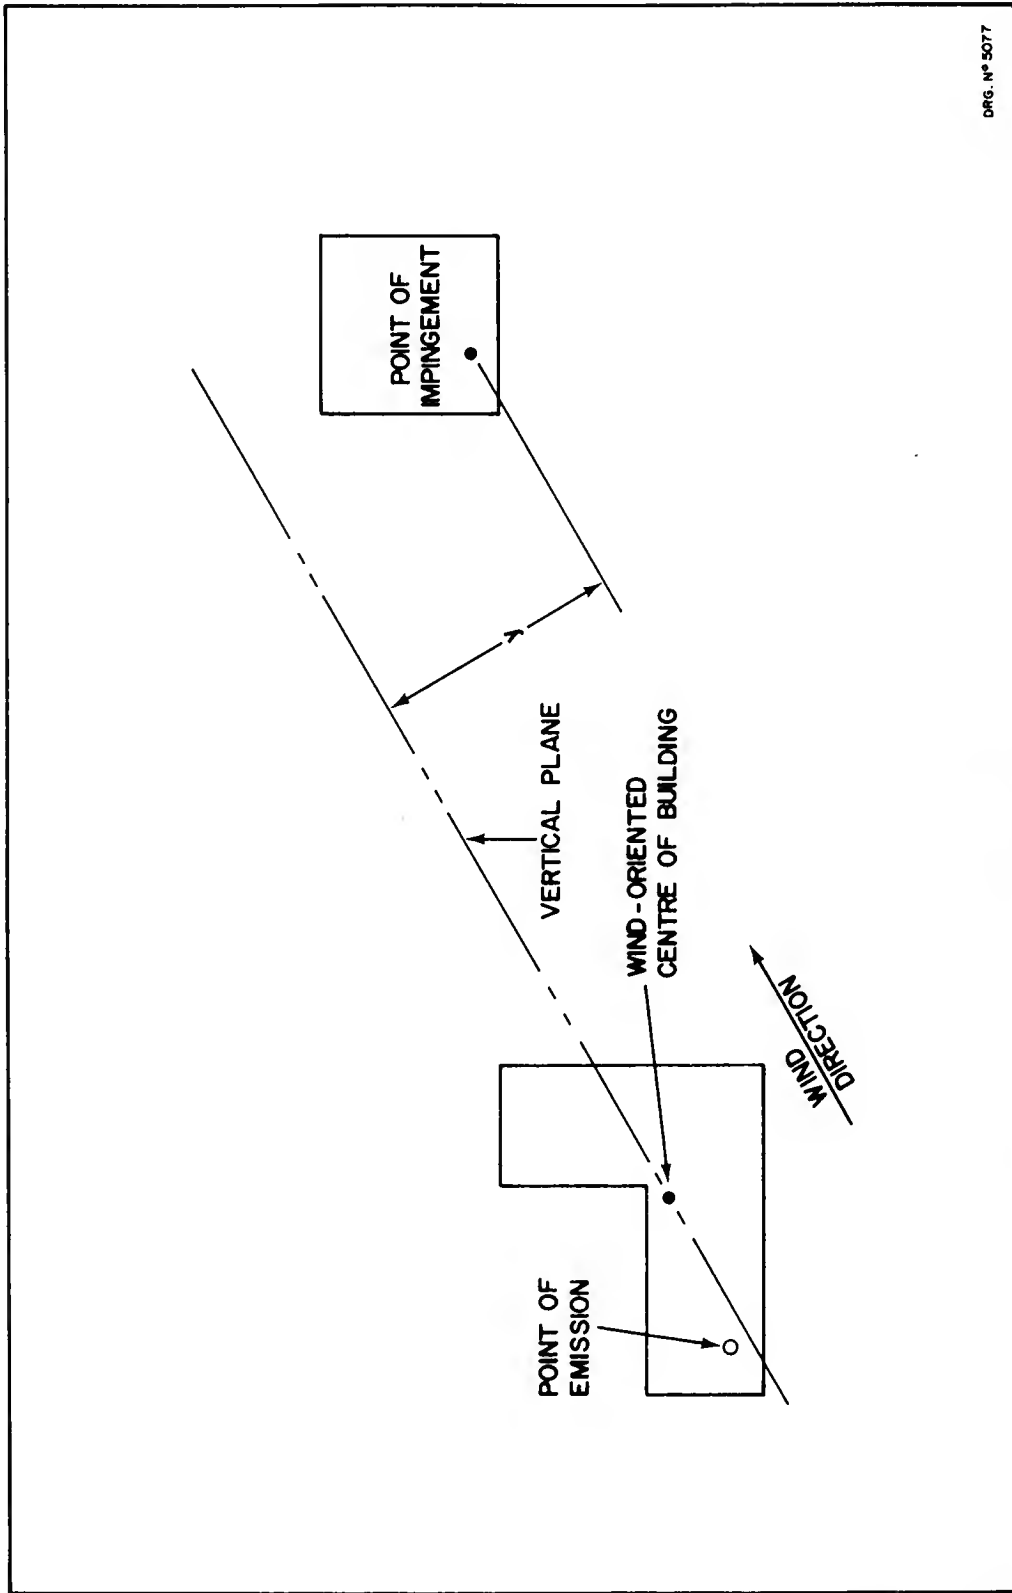 POINT OF
EMISSION
VERTICAL PLANE
WIND-ORIENTED
CENTRE OF BUILDING
WIND
DIRECTION
POINT OF
IMPINGEMENT
Y
DRG. Nº 5077